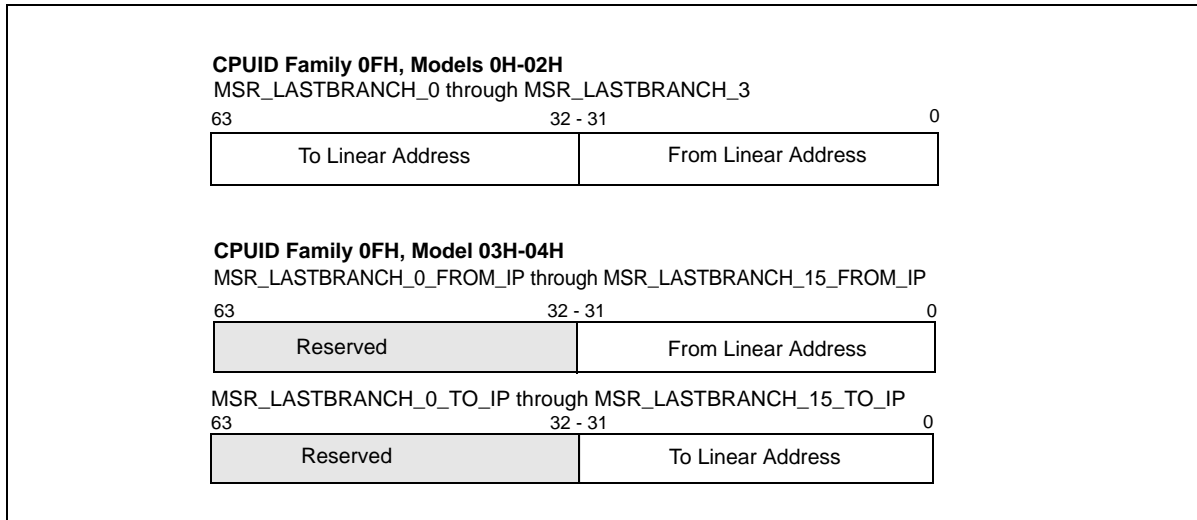 CPUID Family 0FH, Models 0H-02H
MSR_LASTBRANCH_0 through MSR_LASTBRANCH_3
63 32 - 31 0
To Linear Address From Linear Address
CPUID Family 0FH, Model 03H-04H
MSR_LASTBRANCH_0_FROM_IP through MSR_LASTBRANCH_15_FROM_IP
63 32 - 31 0
Reserved From Linear Address
MSR_LASTBRANCH_0_TO_IP through MSR_LASTBRANCH_15_TO_IP
63 32 - 31 0
Reserved To Linear Address